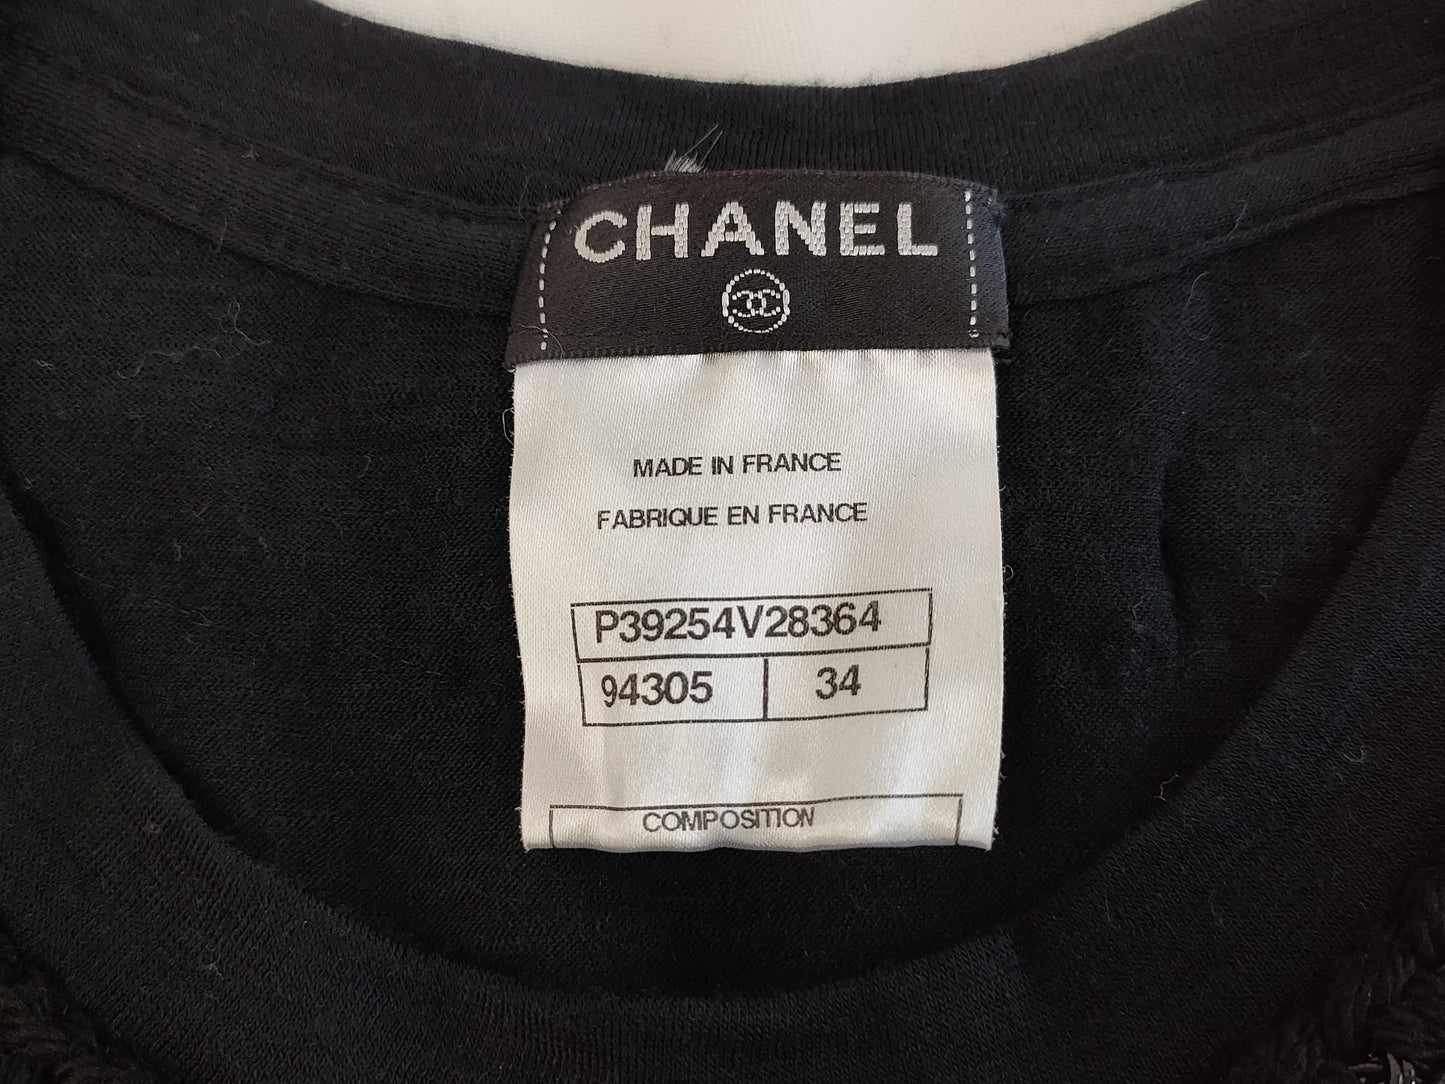 CHANEL
MADE IN FRANCE
FABRIQUE EN FRANCE
P39254V28364
94305 34
COMPOSITION